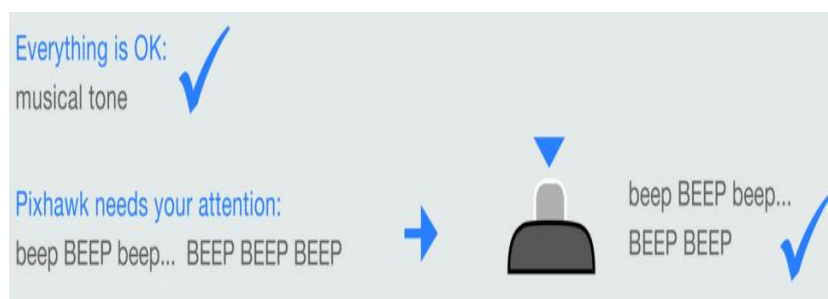 Everything is OK:
musical tone
Pixhawk needs your attention:
beep BEEP beep... BEEP BEEP BEEP
beep BEEP beep...
BEEP BEEP